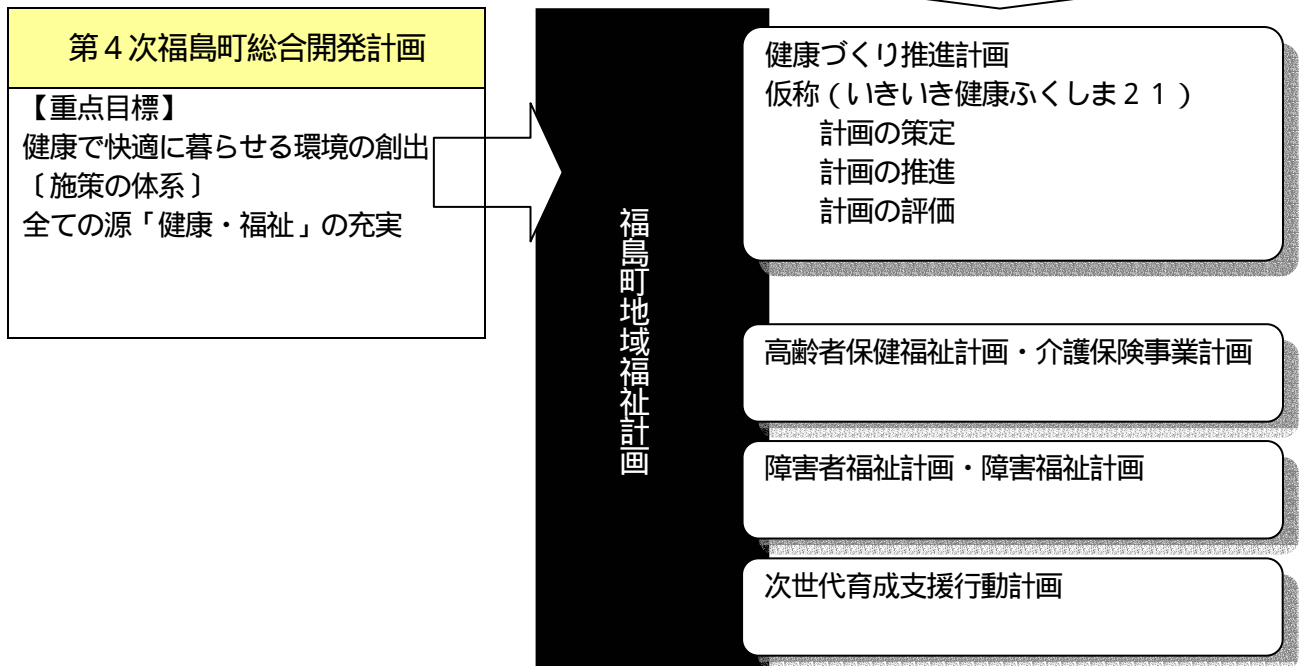 第４次福島町総合開発計画
【重点目標】
健康で快適に暮らせる環境の創出
〔施策の体系〕
全ての源「健康・福祉」の充実
福島町地域福祉計画
健康づくり推進計画
仮称（いきいき健康ふくしま２１）
計画の策定
計画の推進
計画の評価
高齢者保健福祉計画・介護保険事業計画
障害者福祉計画・障害福祉計画
次世代育成支援行動計画